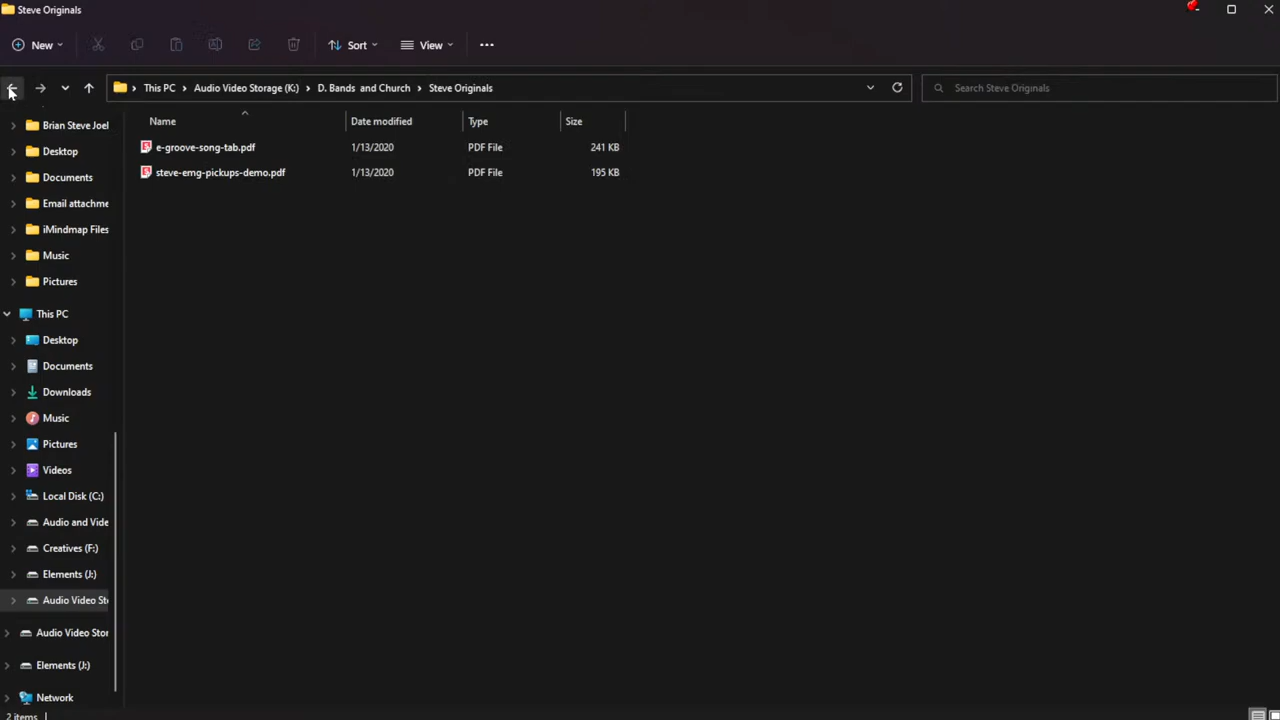 Steve Originals
New Sort View
This PC Audio Video Storage (K:) D. Bands and Church Steve Originals Search Steve Originals
Name Date modified Type Size
e-groove-song-tab.pdf 1/13/2020 PDF File 241 KB
steve-emg-pickups-demo.pdf 1/13/2020 PDF File 195 KB
Brian Steve Joel
Desktop
Documents
Email attachme
iMindmap Files
Music
Pictures
This PC
Desktop
Documents
Downloads
Music
Pictures
Videos
Local Disk (C:)
Audio and Vide
Creatives (F:)
Elements (J:)
Audio Video Sto
Audio Video Stor
Elements (J:)
Network
2 items